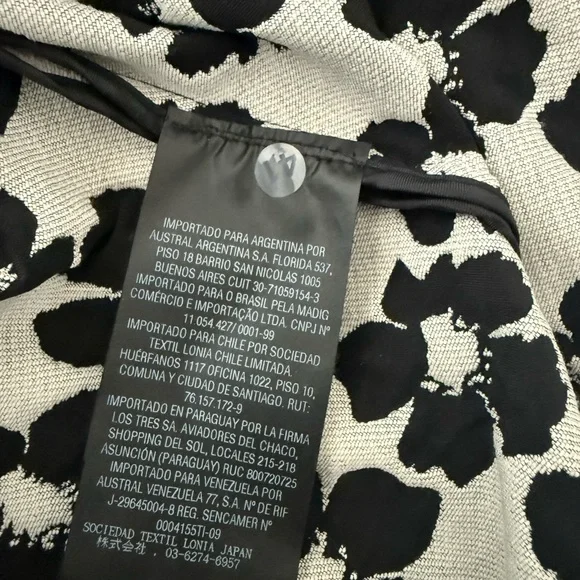 IMPORTADO PARA ARGENTINA POR
AUSTRAL ARGENTINA S.A. FLORIDA 537,
PISO 18 BARRIO SAN NICOLAS 1005
BUENOS AIRES CUIT 30-71059154-3
IMPORTADO PARA O BRASIL PELA MADIG
COMÉRCIO E IMPORTAÇÃO LTDA. CNPJ Nº
11 054 427/ 0001-99
IMPORTADO PARA CHILE POR SOCIEDAD
TEXTIL LONIA CHILE LIMITADA.
HUÉRFANOS 1117 OFICINA 1022, PISO 10,
COMUNA Y CIUDAD DE SANTIAGO. RUT:
76.157.172-9
IMPORTADO EN PARAGUAY POR LA FIRMA
LOS TRES SA. AVIADORES DEL CHACO,
SHOPPING DEL SOL, LOCALES 215-218
ASUNCIÓN (PARAGUAY) RUC 800720725
IMPORTADO PARA VENEZUELA POR
AUSTRAL VENEZUELA 77, S.A. Nº DE RIF
J-29645004-8 REG. SENCAMER Nº
0004155TI-09
SOCIEDAD TEXTIL LONIA JAPAN
株式会社. 03-6274-6957